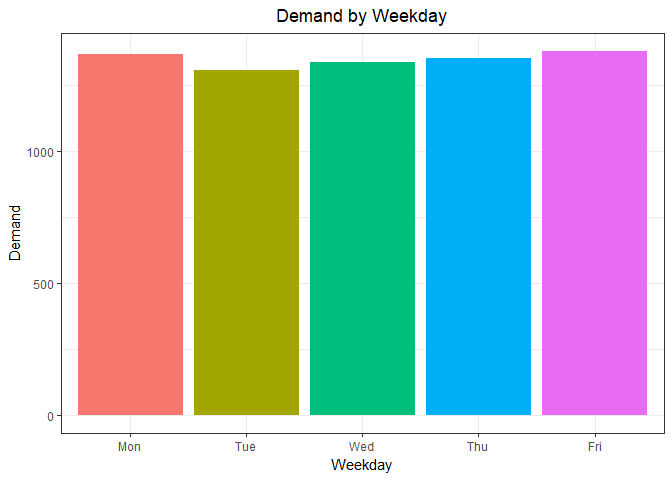 Demand by Weekday
Demand
1000
500
0
Mon Tue Wed Thu Fri
Weekday